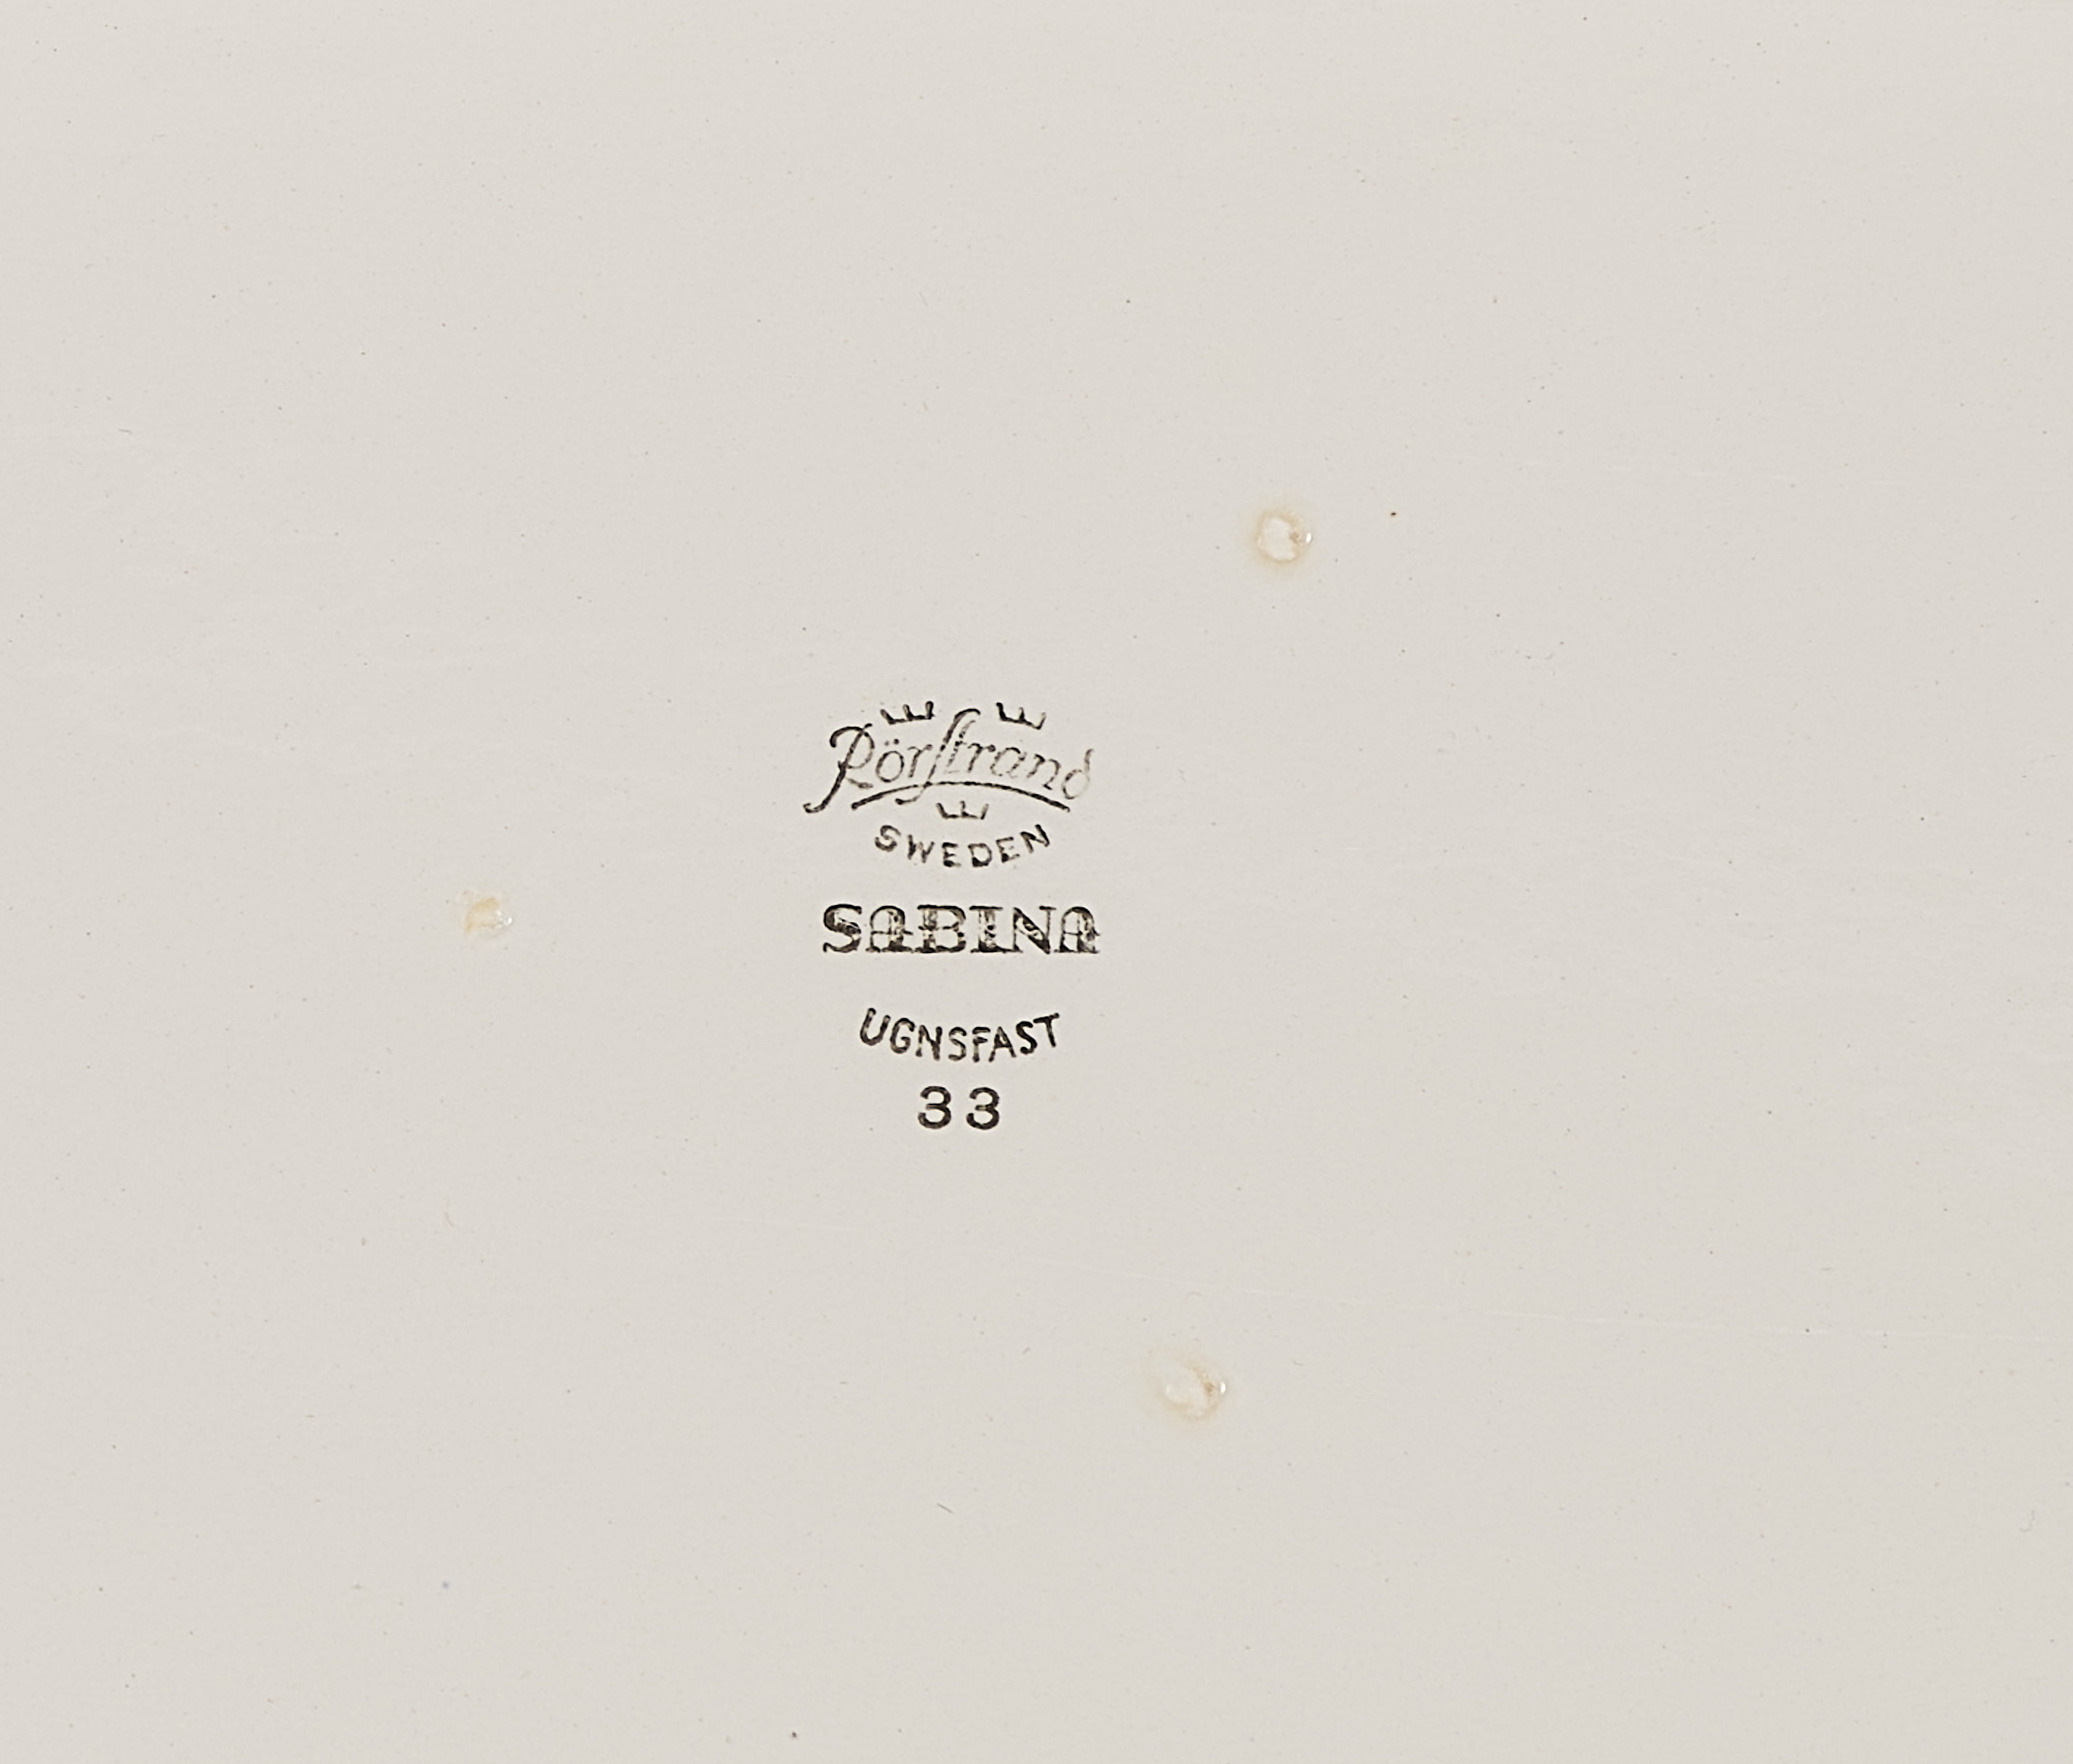 Rörstrand
SWEDEN
SABINA
UGNSFAST
33